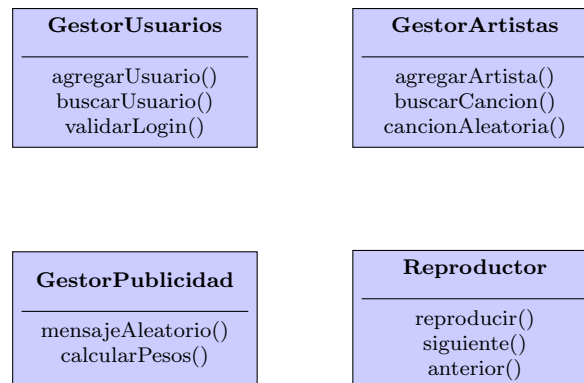 GestorUsuarios
agregarUsuario()
buscarUsuario()
validarLogin()
GestorArtistas
agregarArtista()
buscarCancion()
cancionAleatoria()
GestorPublicidad
mensajeAleatorio()
calcularPesos()
Reproductor
reproducir()
siguiente()
anterior()